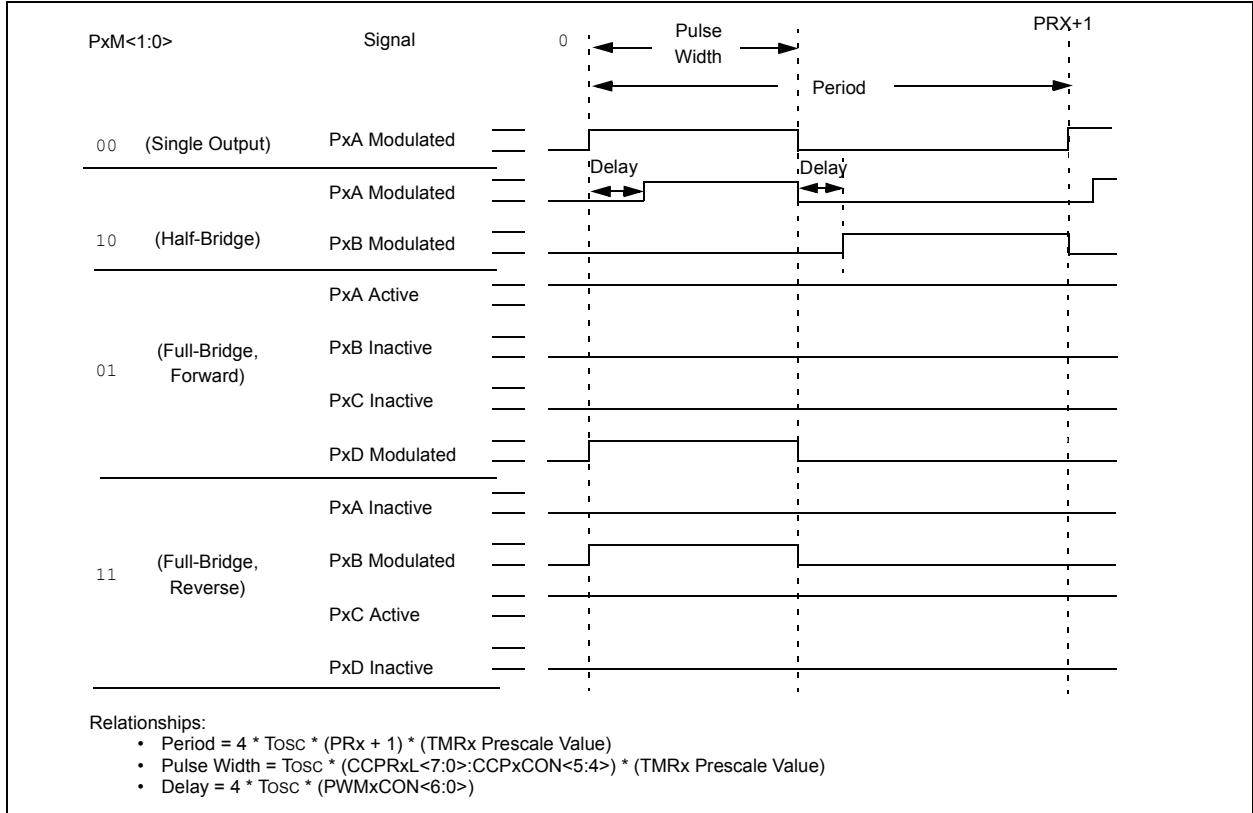 PxM<1:0> Signal 0 Pulse Width PRX+1
Period
00 (Single Output) PxA Modulated
Delay Delay
PxA Modulated
10 (Half-Bridge) PxB Modulated
PxA Active
01 (Full-Bridge, Forward) PxB Inactive
PxC Inactive
PxD Modulated
PxA Inactive
11 (Full-Bridge, Reverse) PxB Modulated
PxC Active
PxD Inactive
Relationships:
• Period = 4 * TOSC * (PRx + 1) * (TMRx Prescale Value)
• Pulse Width = TOSC * (CCPRxL<7:0>:CCPxCON<5:4>) * (TMRx Prescale Value)
• Delay = 4 * TOSC * (PWMxCON<6:0>)